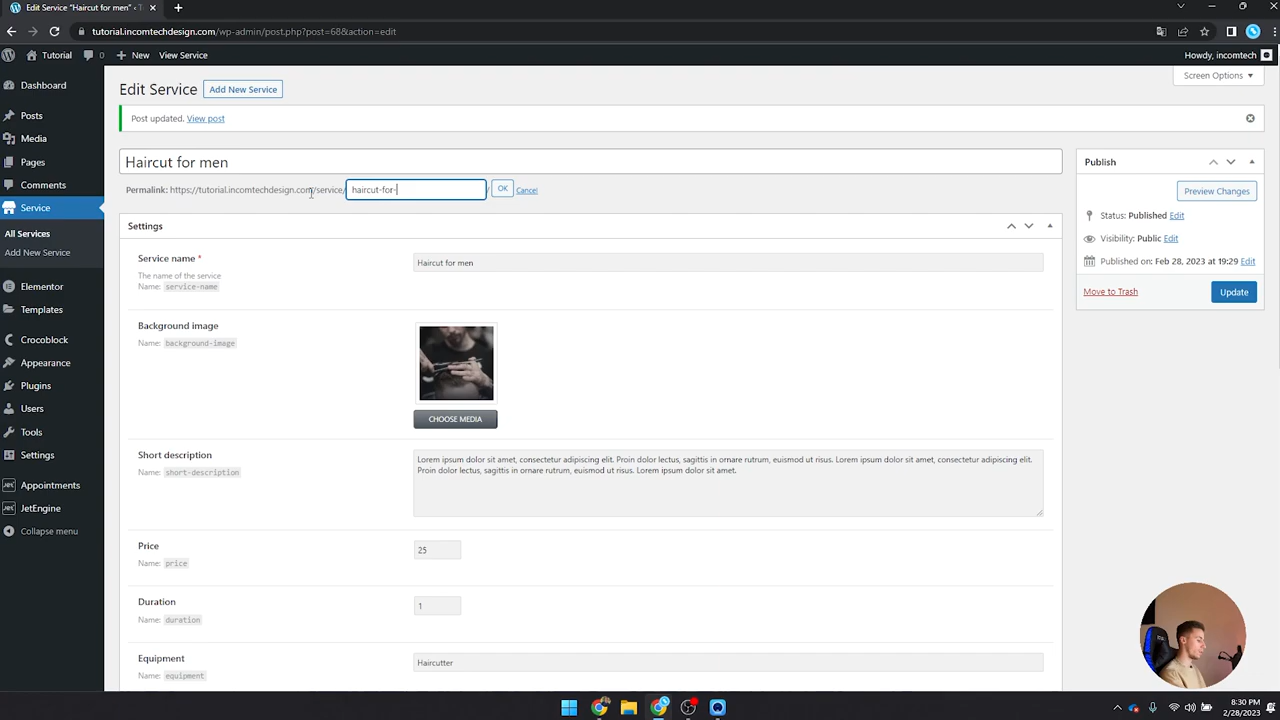 Edit Service "Haircut for men" ‹ T
tutorial.incomtechdesign.com/wp-admin/post.php?post=68&action=edit
Tutorial 0 New View Service Howdy, incomtech
Screen Options
Dashboard
Posts
Media
Pages
Comments
Service
All Services
Add New Service
Elementor
Templates
Crocoblock
Appearance
Plugins
Users
Tools
Settings
Appointments
JetEngine
Collapse menu
Edit Service Add New Service
Post updated. View post
Haircut for men
Permalink: https://tutorial.incomtechdesign.com/service/ haircut-for- / OK Cancel
Settings
Service name *
The name of the service
Name: service-name
Haircut for men
Background image
Name: background-image
CHOOSE MEDIA
Short description
Name: short-description
Lorem ipsum dolor sit amet, consectetur adipiscing elit. Proin dolor lectus, sagittis in ornare rutrum, euismod ut risus. Lorem ipsum dolor sit amet, consectetur adipiscing elit.
Proin dolor lectus, sagittis in ornare rutrum, euismod ut risus. Lorem ipsum dolor sit amet.
Price
Name: price
25
Duration
Name: duration
1
Equipment
Name: equipment
Haircutter
Publish
Preview Changes
Status: Published Edit
Visibility: Public Edit
Published on: Feb 28, 2023 at 19:29 Edit
Move to Trash Update
8:30 PM
2/28/2023